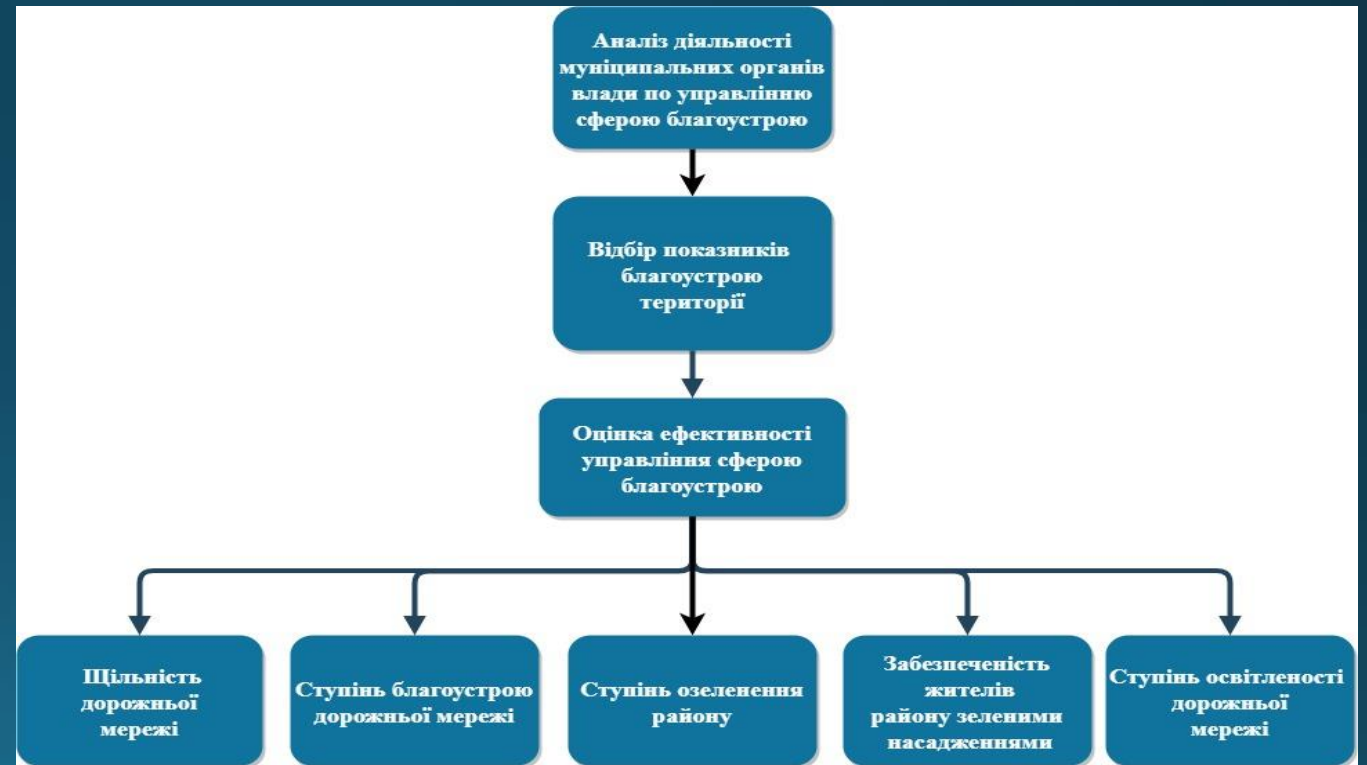 Аналіз діяльності
муніципальних органів
влади по управлінню
сферою благоустрою
Відбір показників
благоустрою
території
Оцінка ефективності
управління сферою
благоустрою
Щільність
дорожньої
мережі
Ступінь благоустрою
дорожньої мережі
Ступінь озеленення
району
Забезпеченість
жителів
району зеленими
насадженнями
Ступінь освітленості
дорожньої
мережі